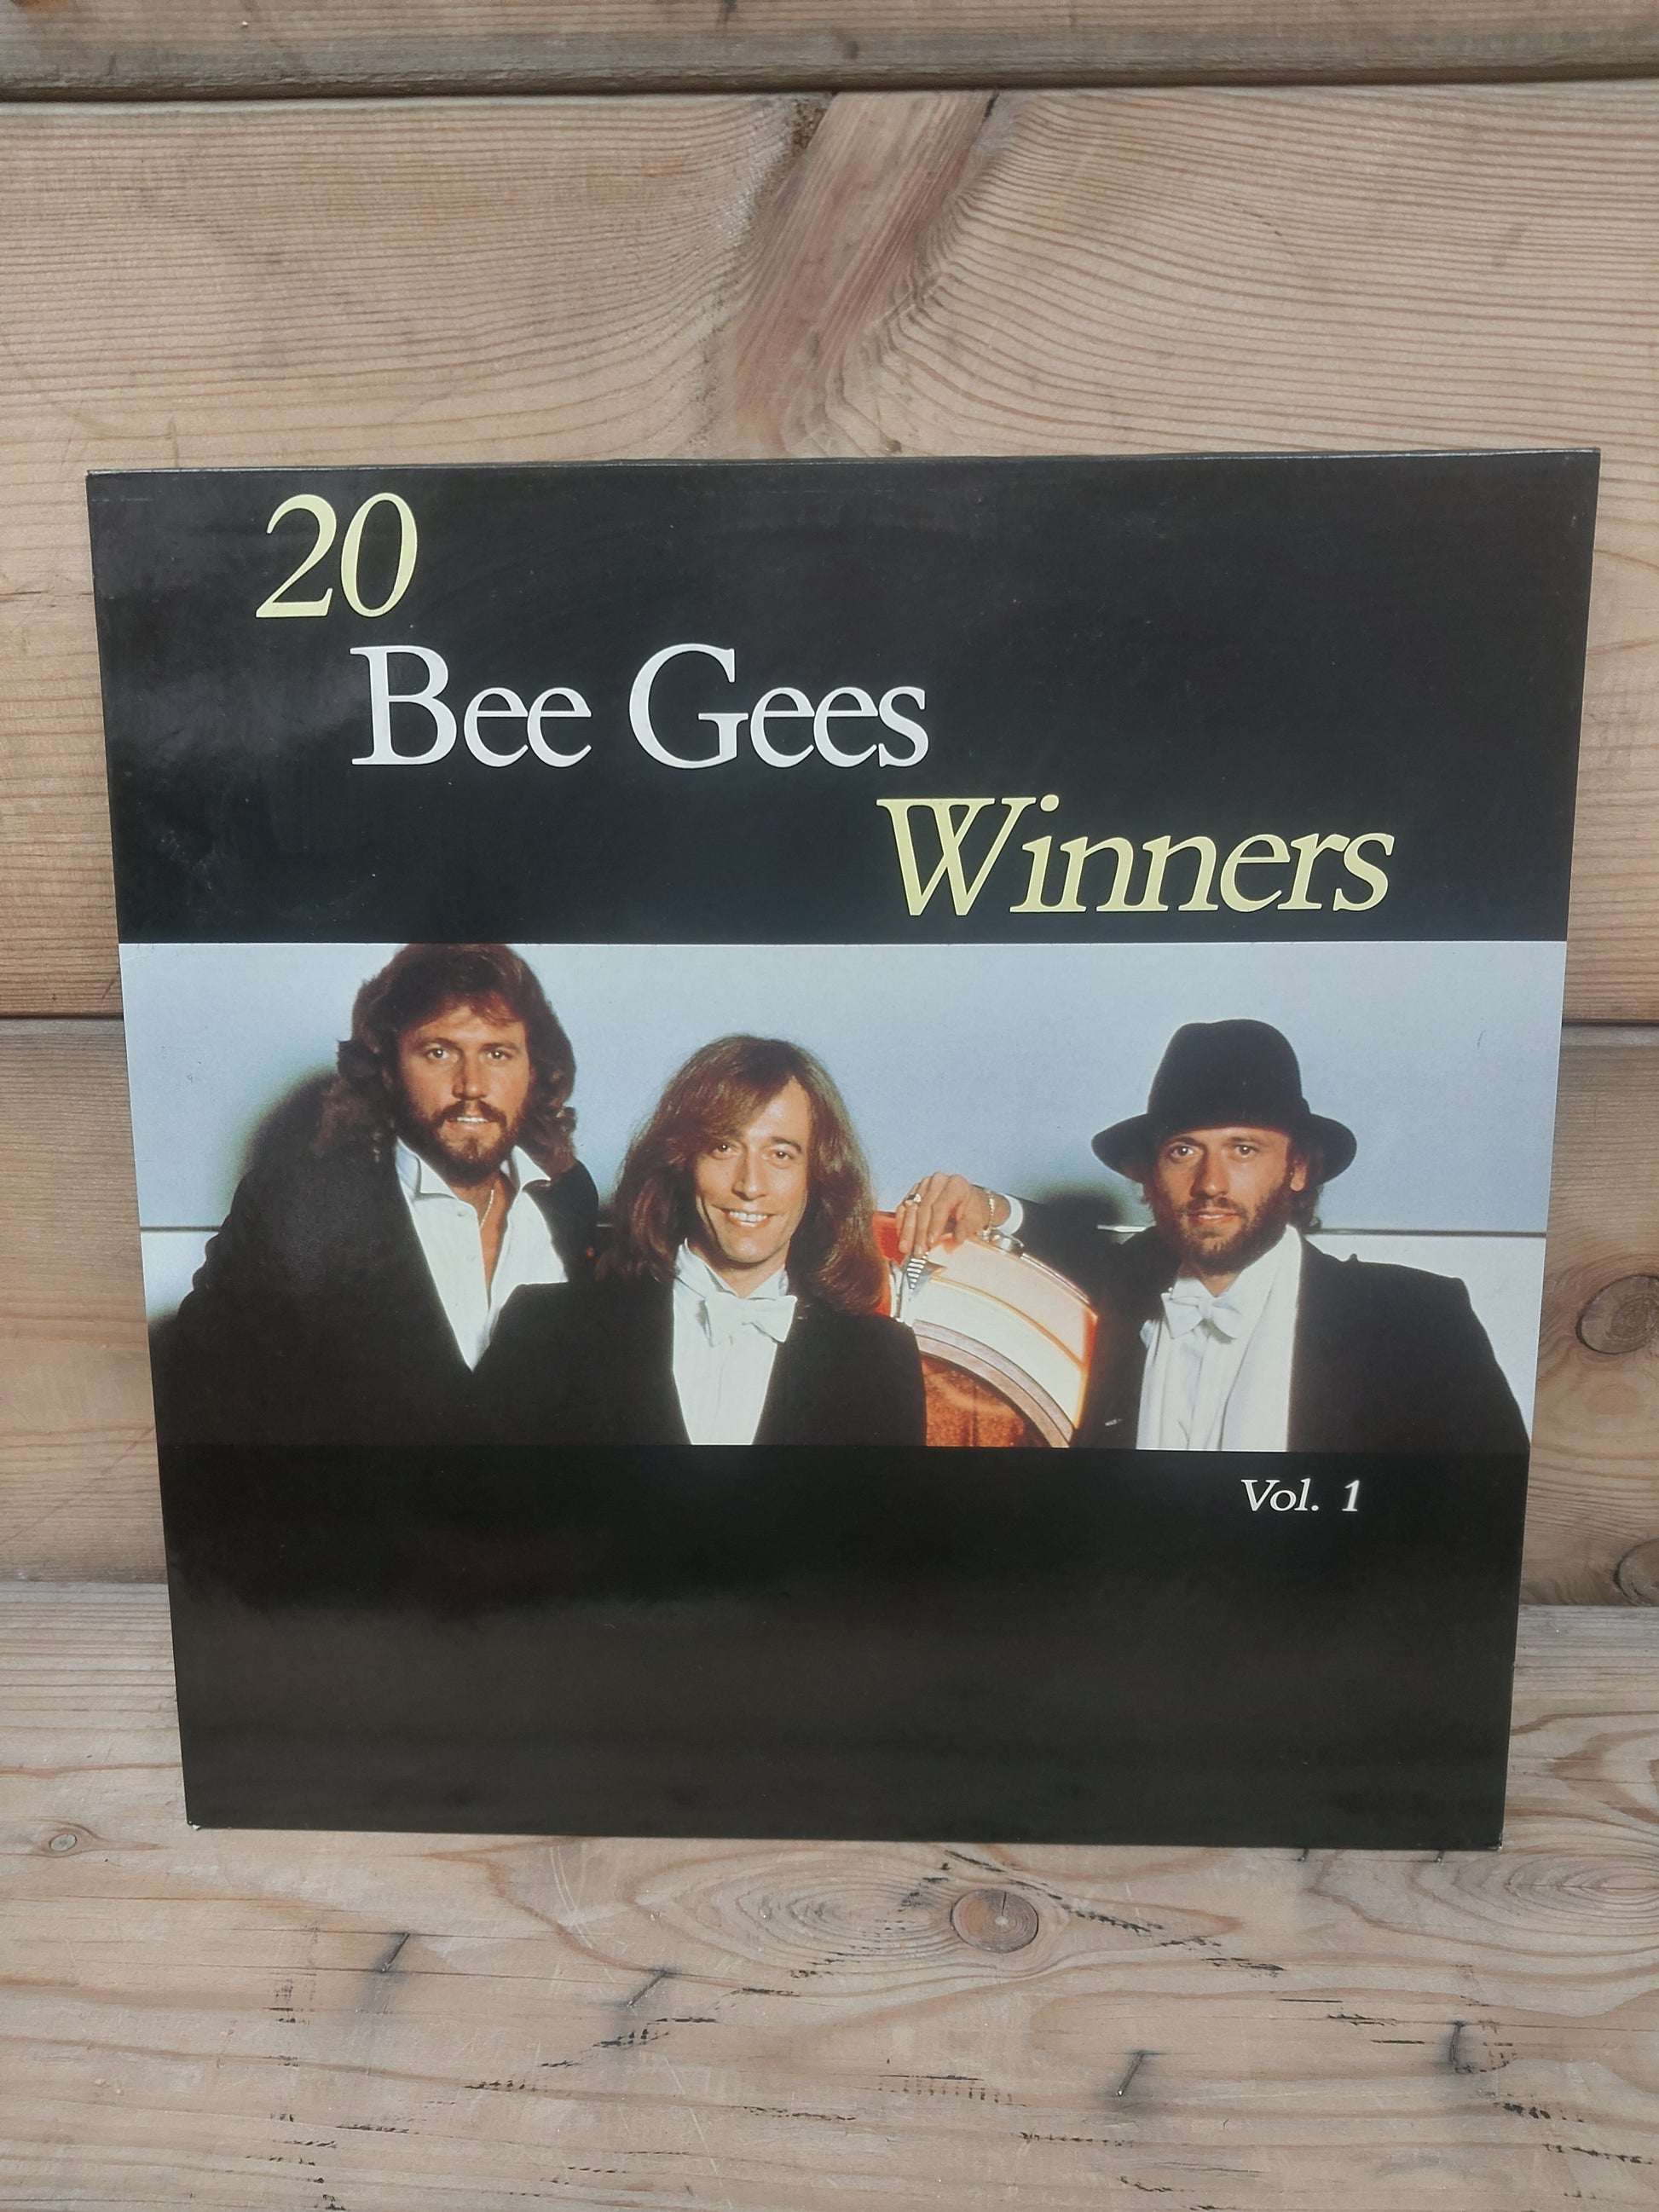 20
Bee Gees
Winners
Vol. 1